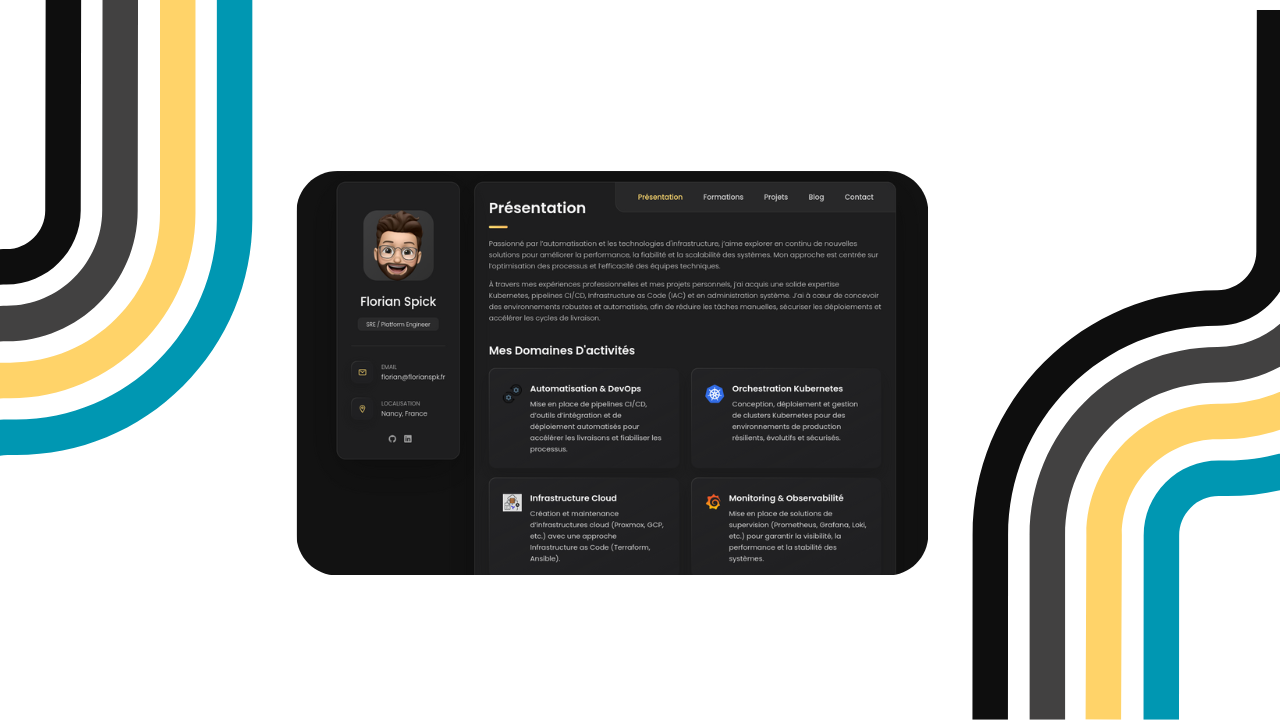 Florian Spick
SRE / Platform Engineer
EMAIL
florian@florianspk.fr
LOCALISATION
Nancy, France
Présentation
Formations
Projets
Blog
Contact
Présentation
Passionné par l'automatisation et les technologies d'infrastructure, j'aime explorer en continu de nouvelles
solutions pour améliorer la performance, la fiabilité et la scalabilité des systèmes. Mon approche est centrée sur
l'optimisation des processus et l'efficacité des équipes techniques.
À travers mes expériences professionnelles et mes projets personnels, j'ai acquis une solide expertise
Kubernetes, pipelines CI/CD, Infrastructure as Code (IAC) et en administration système. J'ai à cœur de concevoir
des environnements robustes et automatisés, afin de réduire les tâches manuelles, sécuriser les déploiements et
accélérer les cycles de livraison.
Mes Domaines D'activités
Automatisation & DevOps
Mise en place de pipelines CI/CD,
d'outils d'intégration et de
déploiement automatisés pour
accélérer les livraisons et fiabiliser les
processus.
Orchestration Kubernetes
Conception, déploiement et gestion
de clusters Kubernetes pour des
environnements de production
résilients, évolutifs et sécurisés.
Infrastructure Cloud
Création et maintenance
d'infrastructures cloud (Proxmox, GCP,
etc.) avec une approche
Infrastructure as Code (Terraform,
Ansible).
Monitoring & Observabilité
Mise en place de solutions de
supervision (Prometheus, Grafana, Loki,
etc.) pour garantir la visibilité, la
performance et la stabilité des
systèmes.